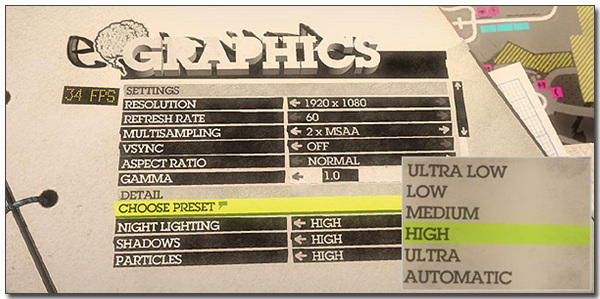 e GRAPHICS
34 FPS
SETTINGS
RESOLUTION 1920 x 1080
REFRESH RATE 60
MULTISAMPLING 2 x MSAA
VSYNC OFF
ASPECT RATIO NORMAL
GAMMA 1.0
DETAIL
CHOOSE PRESET
NIGHT LIGHTING HIGH
SHADOWS HIGH
PARTICLES HIGH
ULTRA LOW
LOW
MEDIUM
HIGH
ULTRA
AUTOMATIC